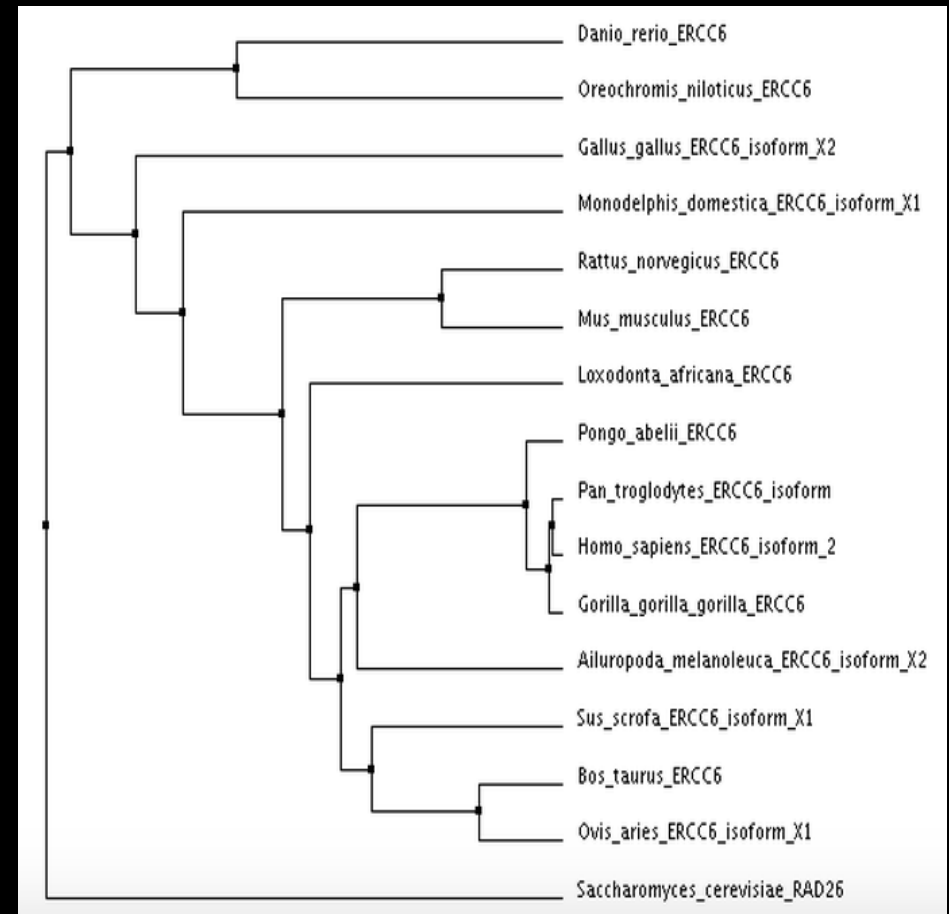 Danio_rerio_ERCC6
Oreochromis_niloticus_ERCC6
Gallus_gallus_ERCC6_isoform_X2
Monodelphis_domestica_ERCC6_isoform_X1
Rattus_norvegicus_ERCC6
Mus_musculus_ERCC6
Loxodonta_africana_ERCC6
Pongo_abelii_ERCC6
Pan_troglodytes_ERCC6_isoform
Homo_sapiens_ERCC6_isoform_2
Gorilla_gorilla_gorilla_ERCC6
Ailuropoda_melanoleuca_ERCC6_isoform_X2
Sus_scrofa_ERCC6_isoform_X1
Bos_taurus_ERCC6
Ovis_aries_ERCC6_isoform_X1
Saccharomyces_cerevisiae_RAD26